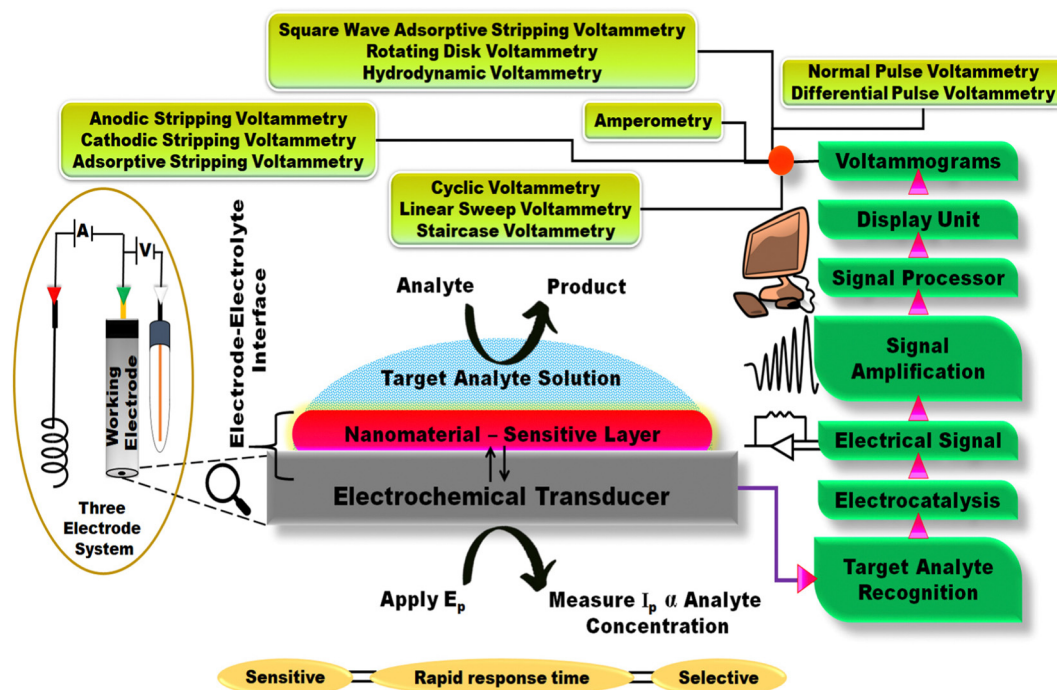 Square Wave Adsorptive Stripping Voltammetry
Rotating Disk Voltammetry
Hydrodynamic Voltammetry
Normal Pulse Voltammetry
Differential Pulse Voltammetry
Anodic Stripping Voltammetry
Cathodic Stripping Voltammetry
Adsorptive Stripping Voltammetry
Amperometry
Cyclic Voltammetry
Linear Sweep Voltammetry
Staircase Voltammetry
Voltammograms
Display Unit
Signal Processor
Signal
Amplification
Electrical Signal
Electrocatalysis
Target Analyte
Recognition
A
V
Working
Electrode
Three
Electrode
System
Electrode-Electrolyte
Interface
Analyte
Product
Target Analyte Solution
Nanomaterial – Sensitive Layer
Electrochemical Transducer
Apply Ep
Measure Ip α Analyte
Concentration
Sensitive
Rapid response time
Selective